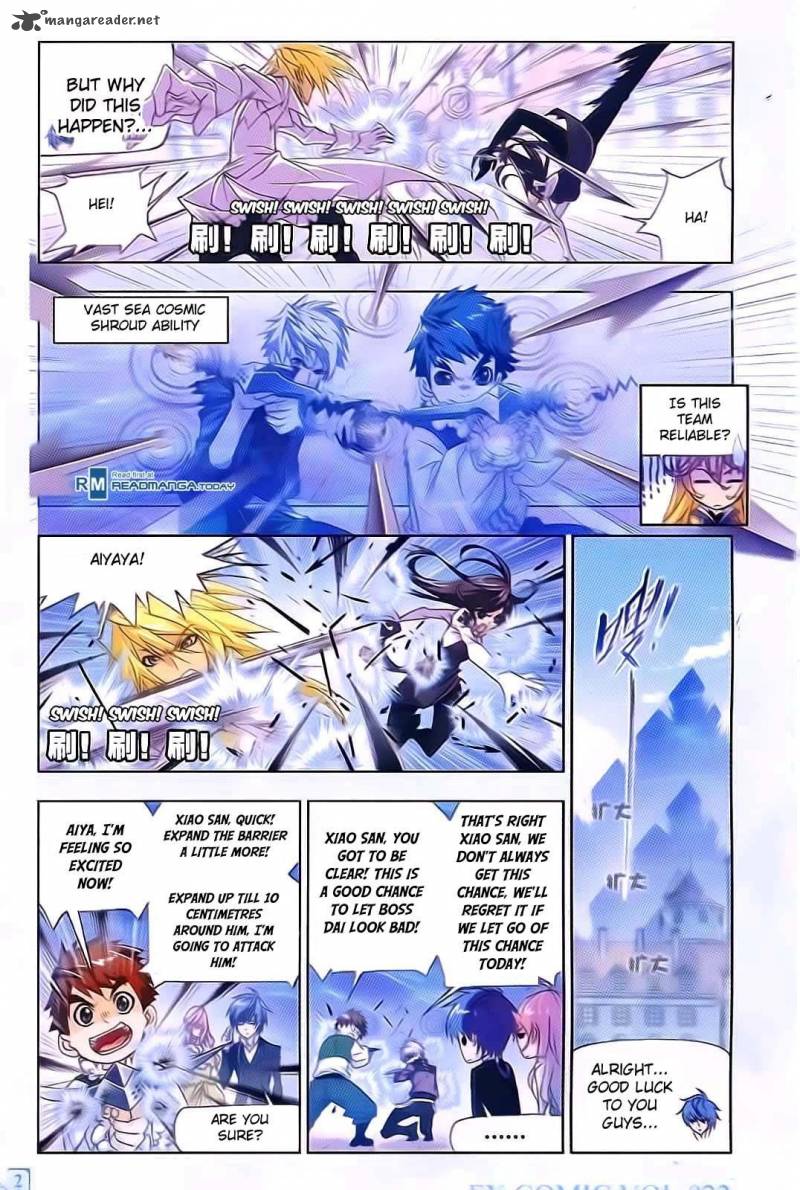 mangareader.net
BUT WHY
DID THIS
HAPPEN?...
HEI!
SWISH! SWISH! SWISH! SWISH! SWISH!
刷! 刷! 刷! 刷! 刷! 刷!
HA!
VAST SEA COSMIC
SHROUD ABILITY
IS THIS
TEAM
RELIABLE?
RM
Read first at
READMANGA.TODAY
AIYAYA!
SWISH! SWISH! SWISH!
刷! 刷! 刷!
扩大
扩大
扩大
AIYA, I'M
FEELING SO
EXCITED
NOW!
XIAO SAN, QUICK!
EXPAND THE BARRIER
A LITTLE MORE!
EXPAND UP TILL 10
CENTIMETRES
AROUND HIM, I'M
GOING TO ATTACK
HIM!
ARE YOU
SURE?
XIAO SAN, YOU
GOT TO BE
CLEAR! THIS IS
A GOOD CHANCE
TO LET BOSS
DAI LOOK BAD!
THAT'S RIGHT
XIAO SAN, WE
DON'T ALWAYS
GET THIS
CHANCE, WE'LL
REGRET IT IF
WE LET GO OF
THIS CHANCE
TODAY!
......
ALRIGHT...
GOOD LUCK
TO YOU
GUYS...
2